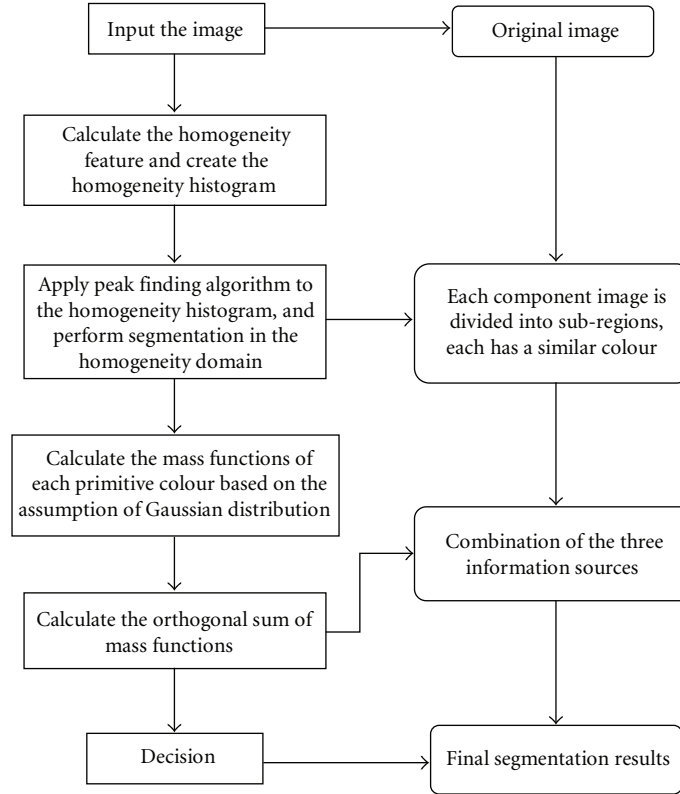 Input the image
Original image
Calculate the homogeneity
feature and create the
homogeneity histogram
Apply peak finding algorithm to
the homogeneity histogram, and
perform segmentation in the
homogeneity domain
Each component image is
divided into sub-regions,
each has a similar colour
Calculate the mass functions of
each primitive colour based on the
assumption of Gaussian distribution
Combination of the three
information sources
Calculate the orthogonal sum of
mass functions
Decision
Final segmentation results